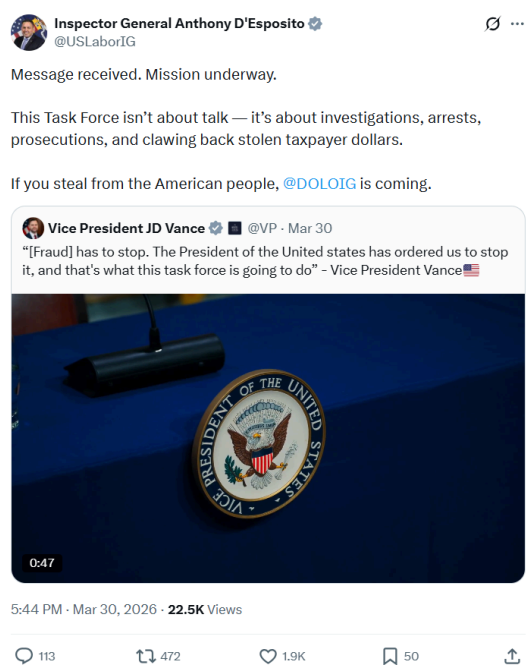 Inspector General Anthony D'Esposito
@USLaborIG
Message received. Mission underway.
This Task Force isn’t about talk — it’s about investigations, arrests,
prosecutions, and clawing back stolen taxpayer dollars.
If you steal from the American people, @DOLOIG is coming.
Vice President JD Vance @VP · Mar 30
“[Fraud] has to stop. The President of the United states has ordered us to stop
it, and that's what this task force is going to do” - Vice President Vance🇺🇸
VICE PRESIDENT OF THE UNITED STATES
0:47
5:44 PM · Mar 30, 2026 · 22.5K Views
113 472 1.9K 50